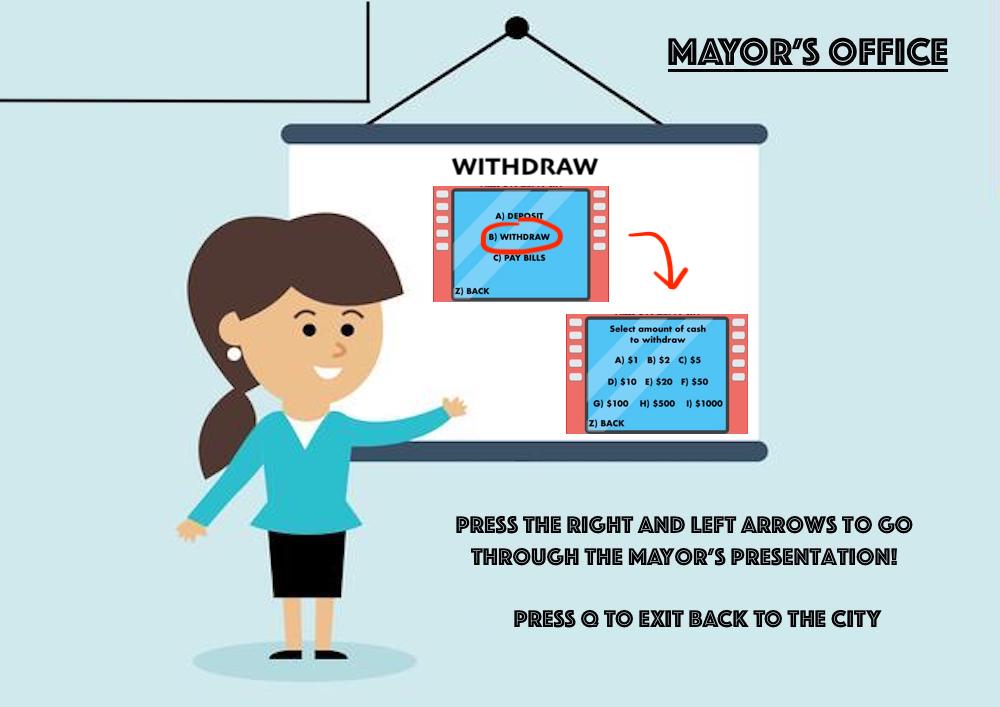 MAYOR'S OFFICE
WITHDRAW
A) DEPOSIT
B) WITHDRAW
C) PAY BILLS
Z) BACK
Select amount of cash
to withdraw
A) $1 B) $2 C) $5
D) $10 E) $20 F) $50
G) $100 H) $500 I) $1000
Z) BACK
PRESS THE RIGHT AND LEFT ARROWS TO GO
THROUGH THE MAYOR'S PRESENTATION!
PRESS Q TO EXIT BACK TO THE CITY